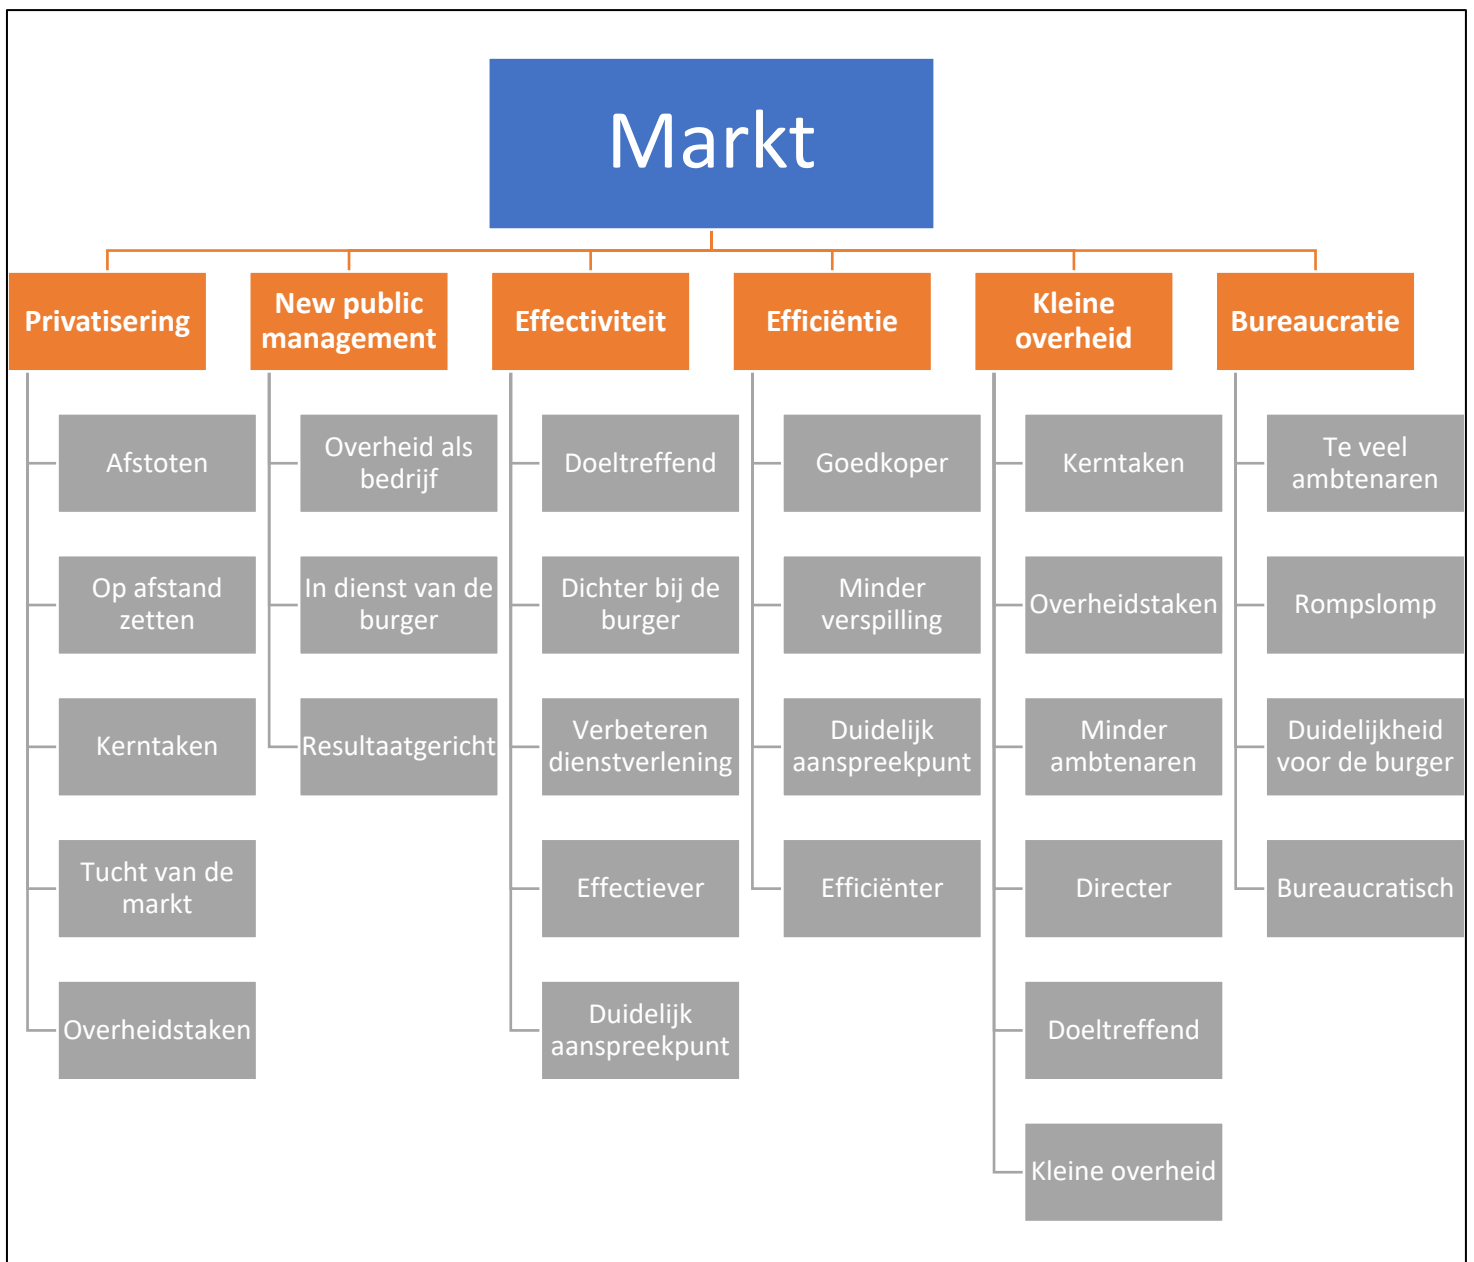 Markt
Privatisering
New public
management
Effectiviteit
Efficiëntie
Kleine
overheid
Bureaucratie
Afstoten
Op afstand
zetten
Kerntaken
Tucht van de
markt
Overheidstaken
Overheid als
bedrijf
In dienst van de
burger
Resultaatgericht
Doeltreffend
Dichter bij de
burger
Verbeteren
dienstverlening
Effectiever
Duidelijk
aanspreekpunt
Goedkoper
Minder
verspilling
Duidelijk
aanspreekpunt
Efficiënter
Kerntaken
Overheidstaken
Minder
ambtenaren
Directer
Doeltreffend
Kleine overheid
Te veel
ambtenaren
Rompslomp
Duidelijkheid
voor de burger
Bureaucratisch